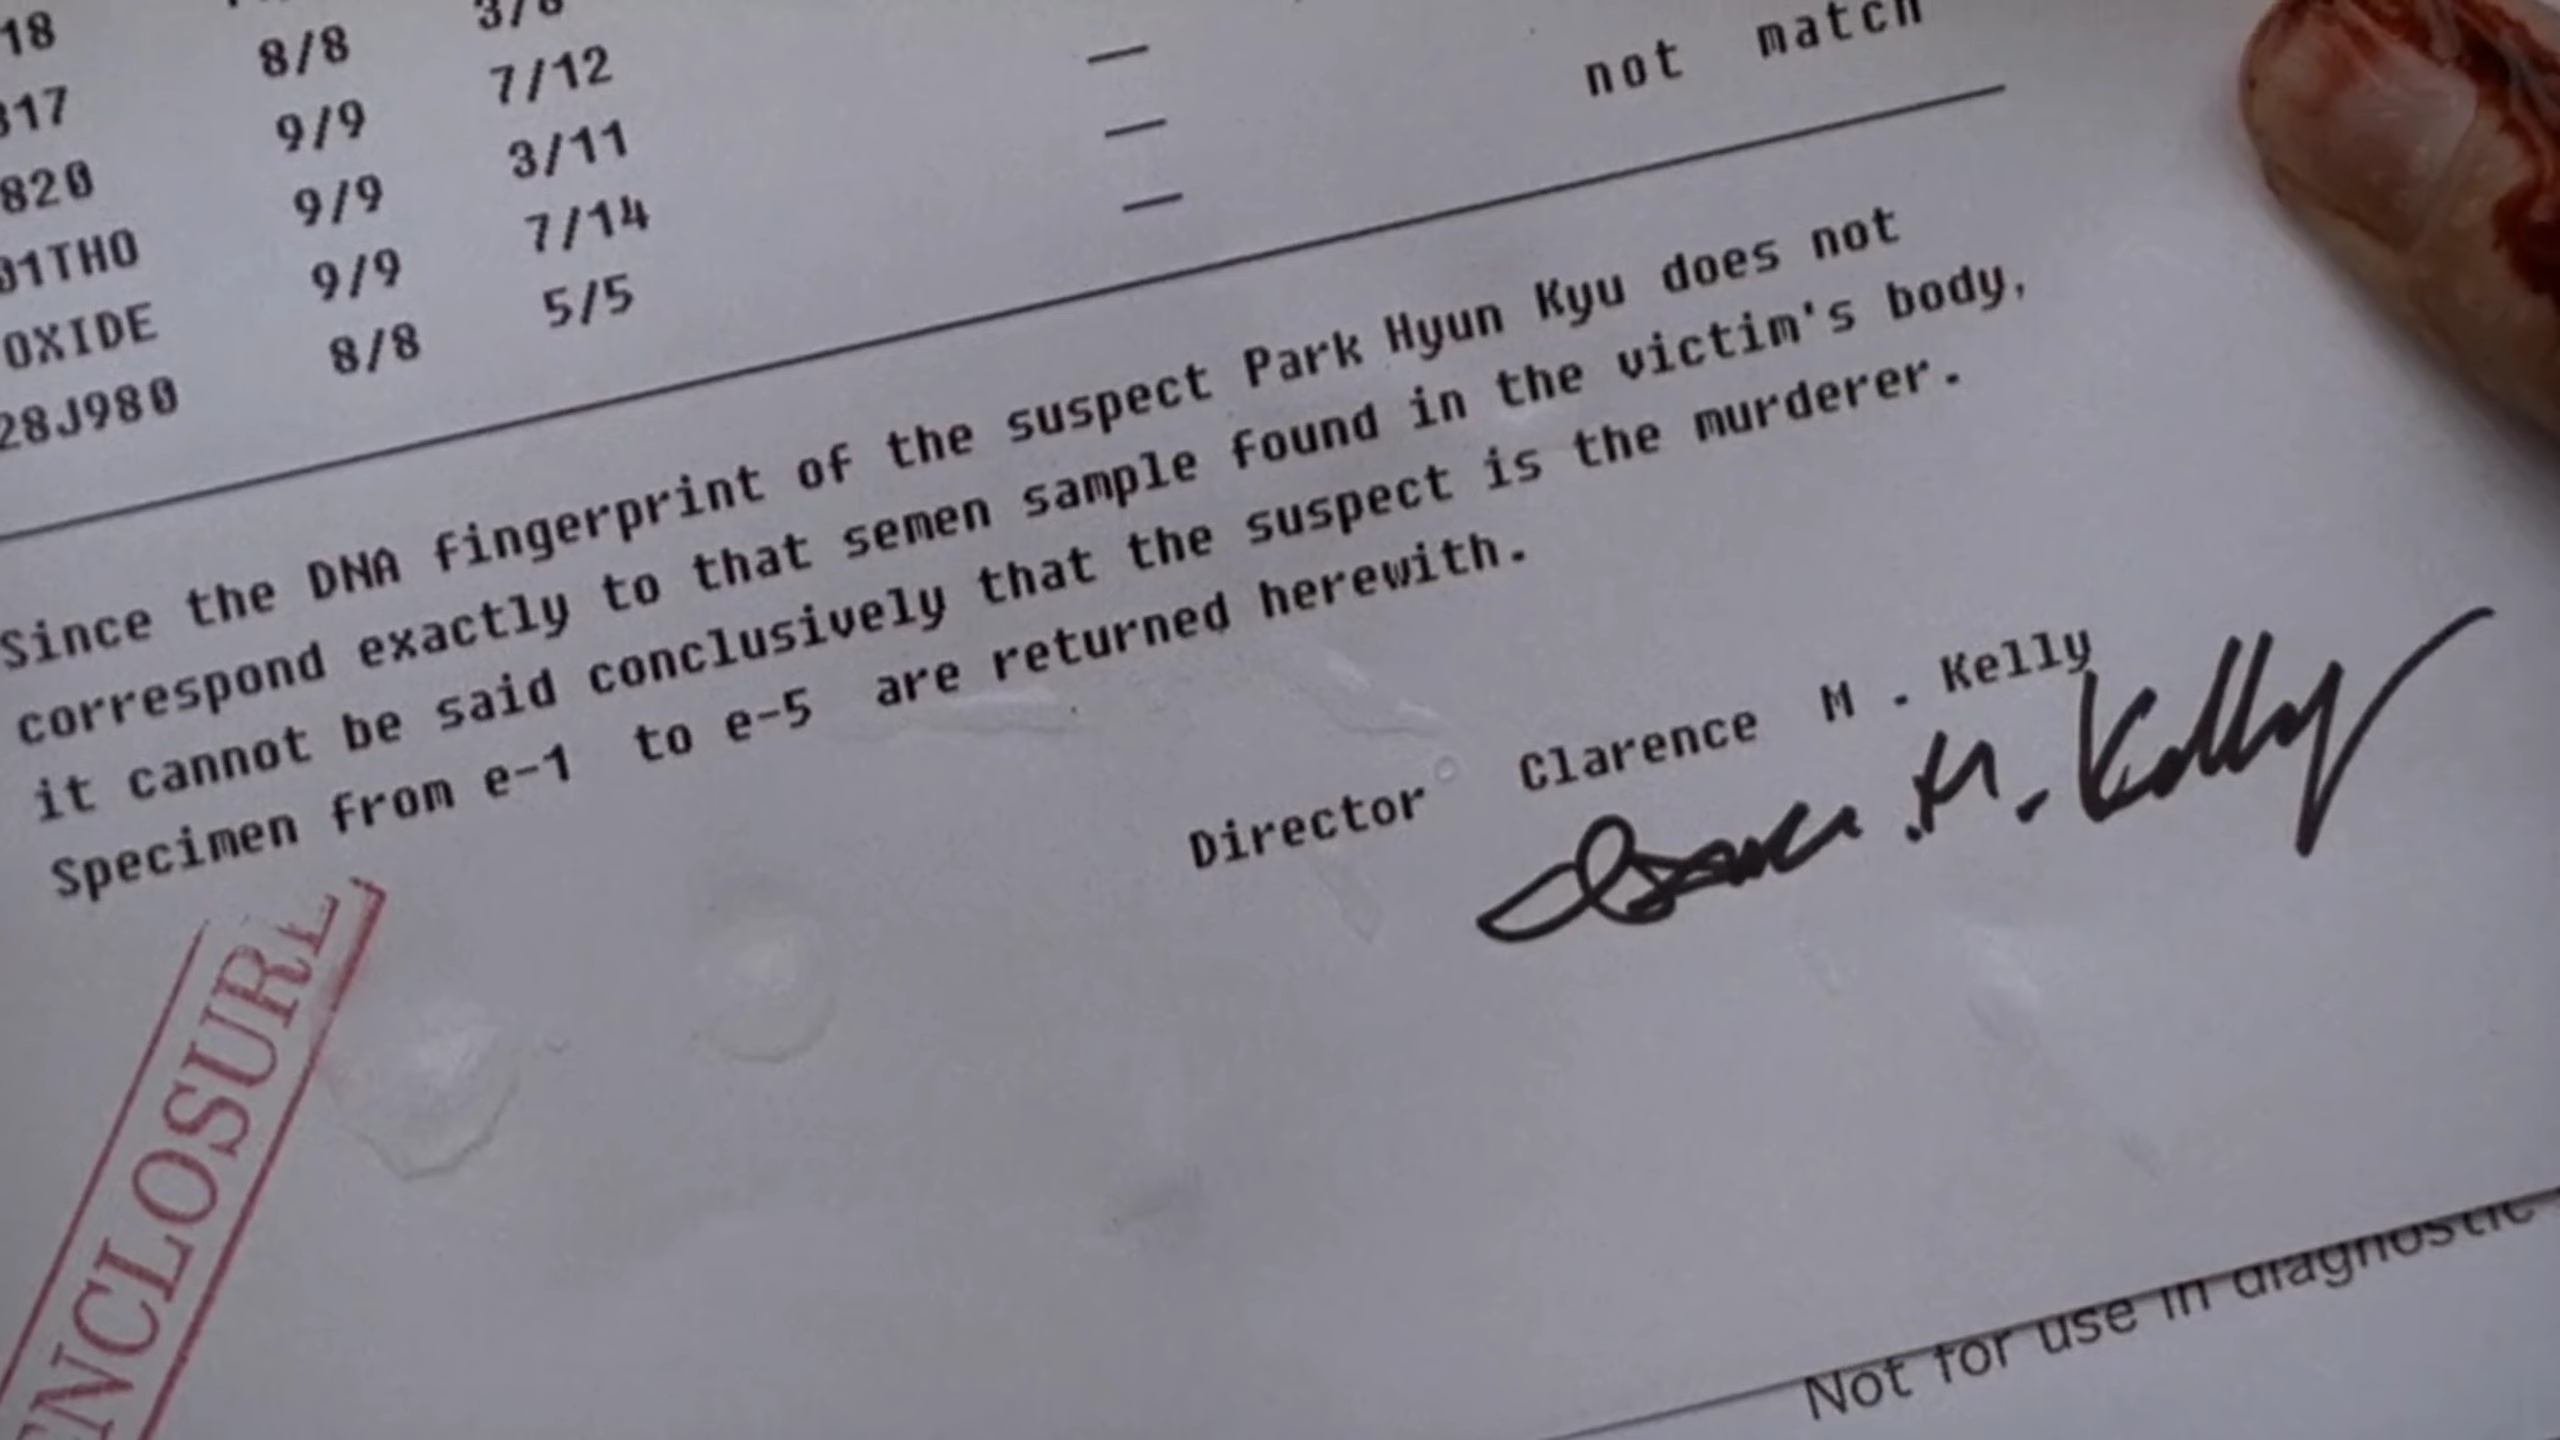 18 8/8
317 9/9 7/12 — not match
820 9/9 3/11 —
01THO 9/9 7/14 —
OXIDE 8/8 5/5
28J980
Since the DNA fingerprint of the suspect Park Hyun Kyu does not
correspond exactly to that semen sample found in the victim's body,
it cannot be said conclusively that the suspect is the murderer.
Specimen from e-1 to e-5 are returned herewith.
Director Clarence M . Kelly
M. Kelly
ENCLOSURE
Not for use in diagnostic